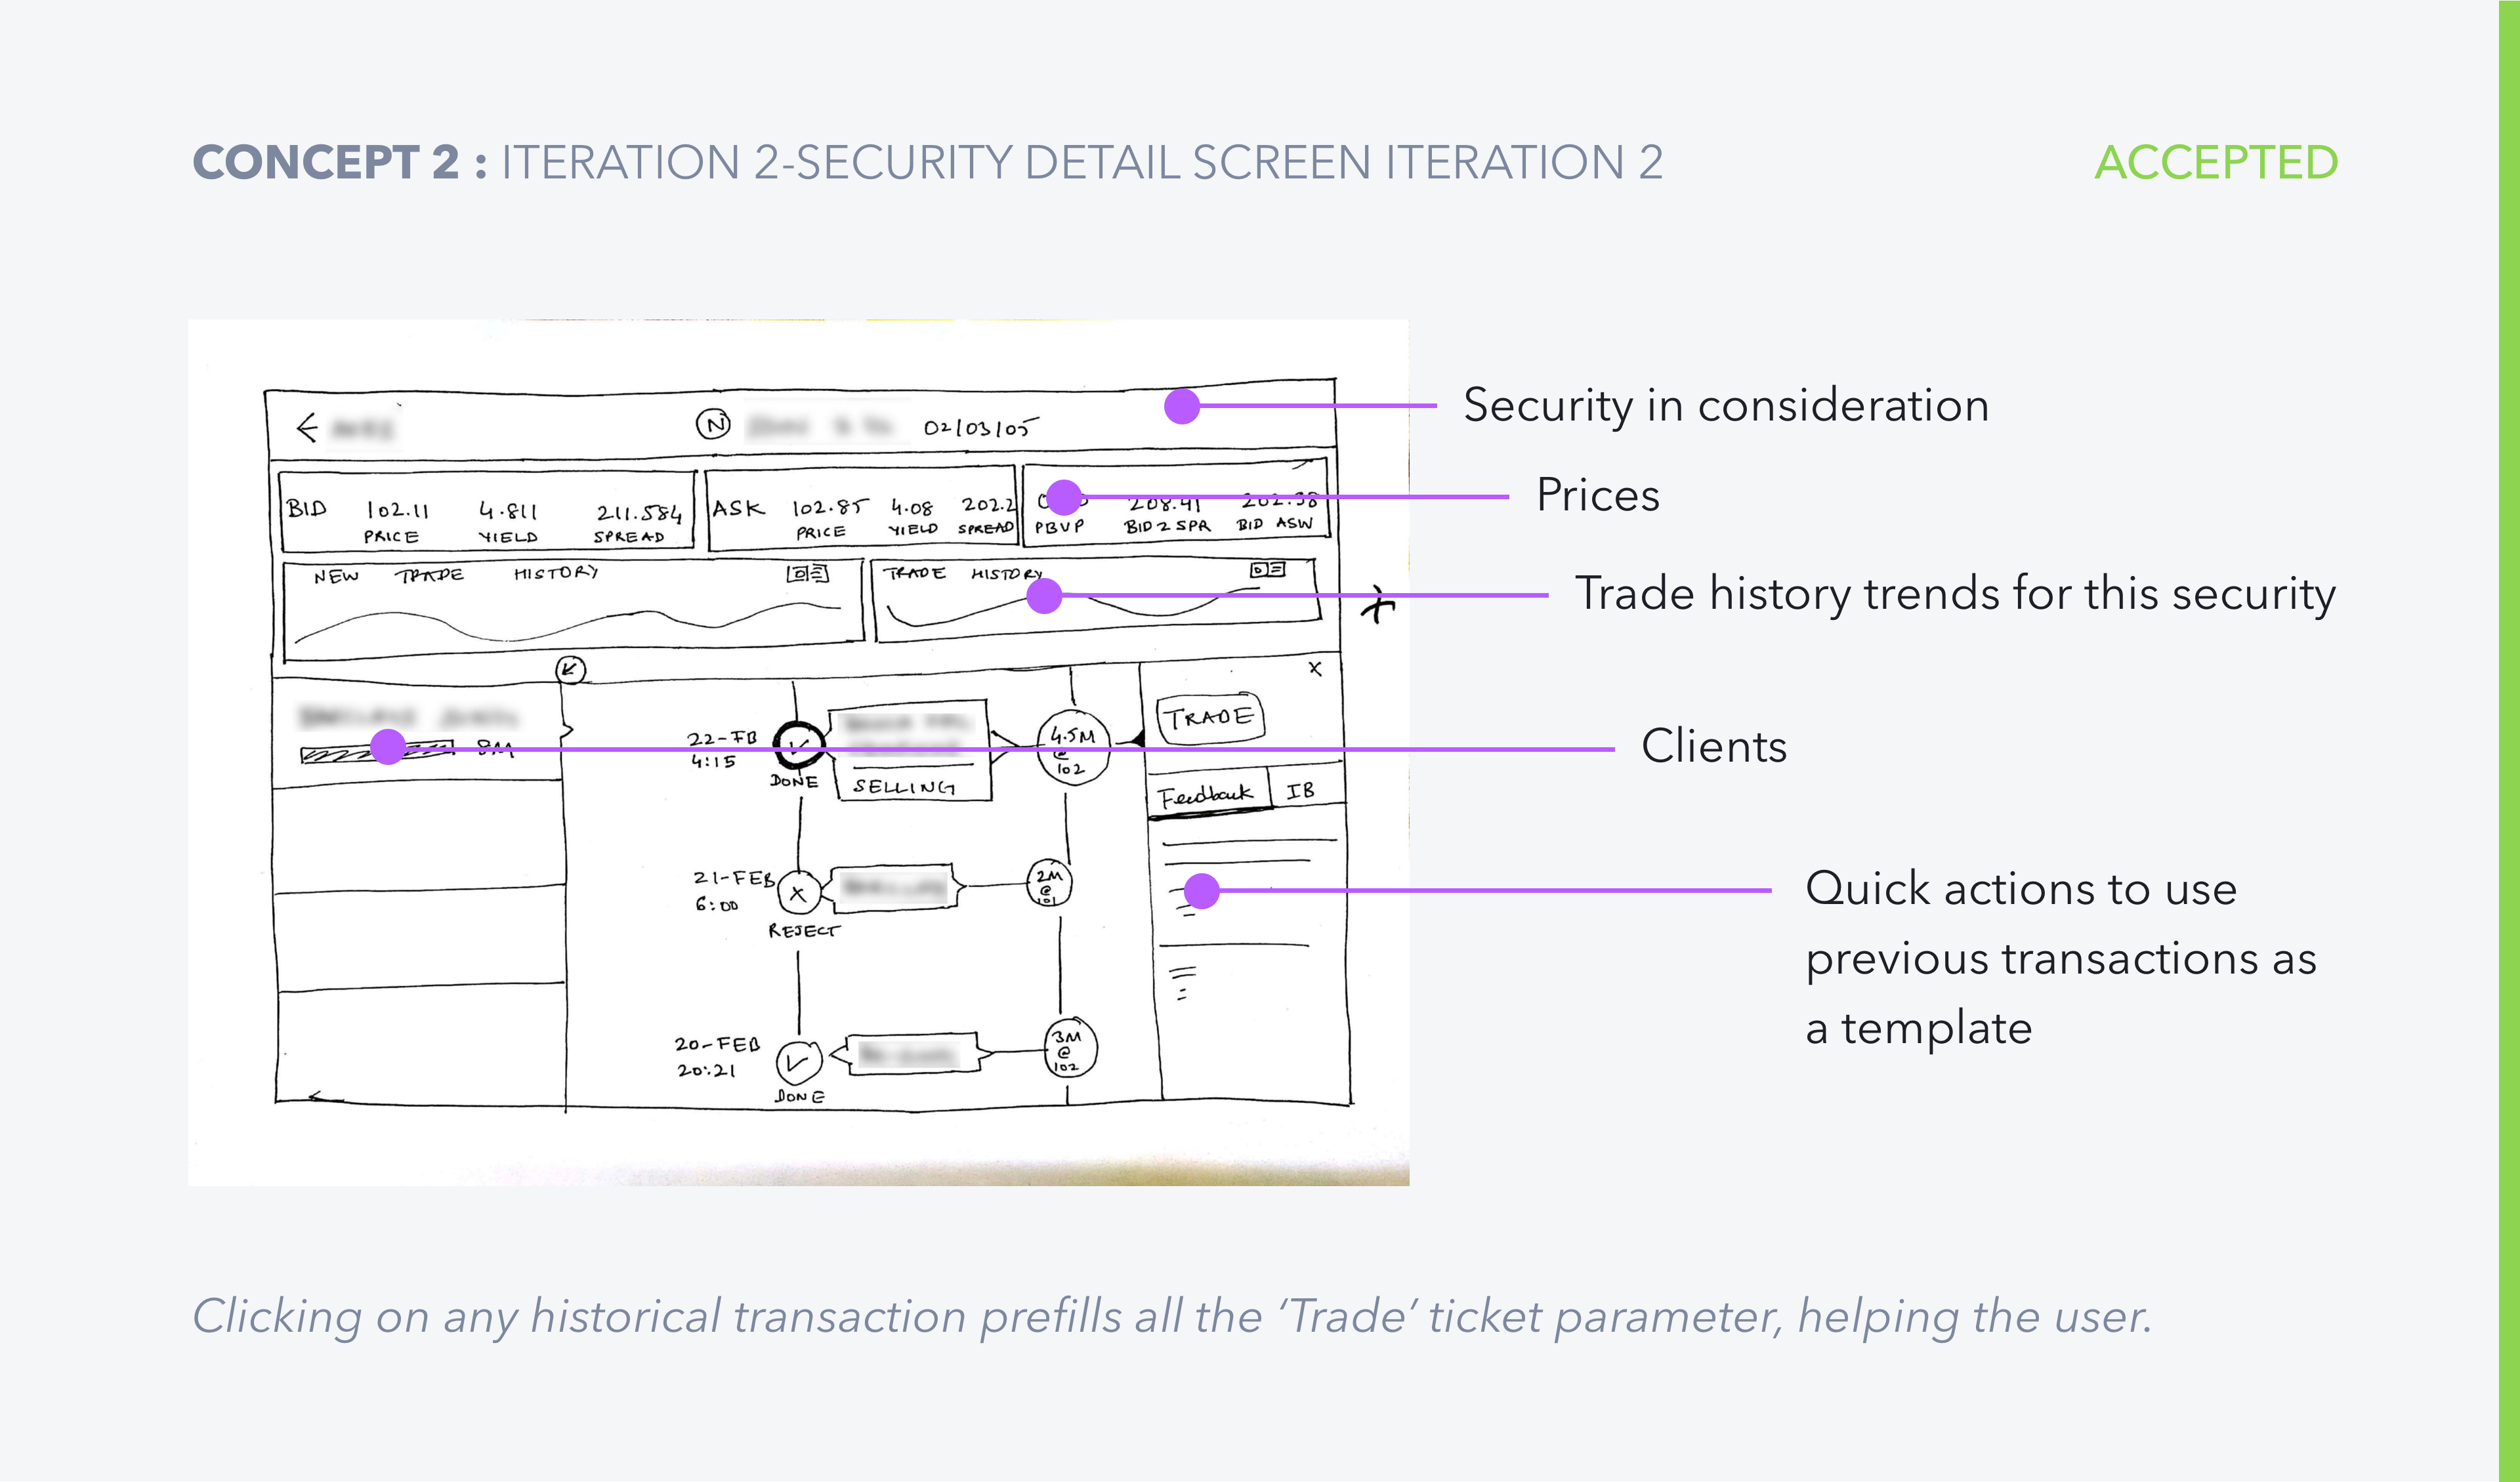 CONCEPT 2 : ITERATION 2-SECURITY DETAIL SCREEN ITERATION 2
ACCEPTED
N
02/03/05
Security in consideration
BID 102.11 4.811 211.584
PRICE YIELD SPREAD
ASK 102.85 4.08 202.2
PRICE YIELD SPREAD
208.41 202.38
PBVP BID 2 SPR BID ASW
Prices
NEW TRADE HISTORY
TRADE HISTORY
Trade history trends for this security
X
8M
22-FB
4:15
DONE
SELLING
4.5M
@
102
TRADE
Clients
Feedback IB
21-FEB
6:00
X
REJECT
2M
@
101
Quick actions to use
previous transactions as
a template
20-FEB
20:21
DONE
3M
@
102
Clicking on any historical transaction prefills all the ‘Trade’ ticket parameter, helping the user.